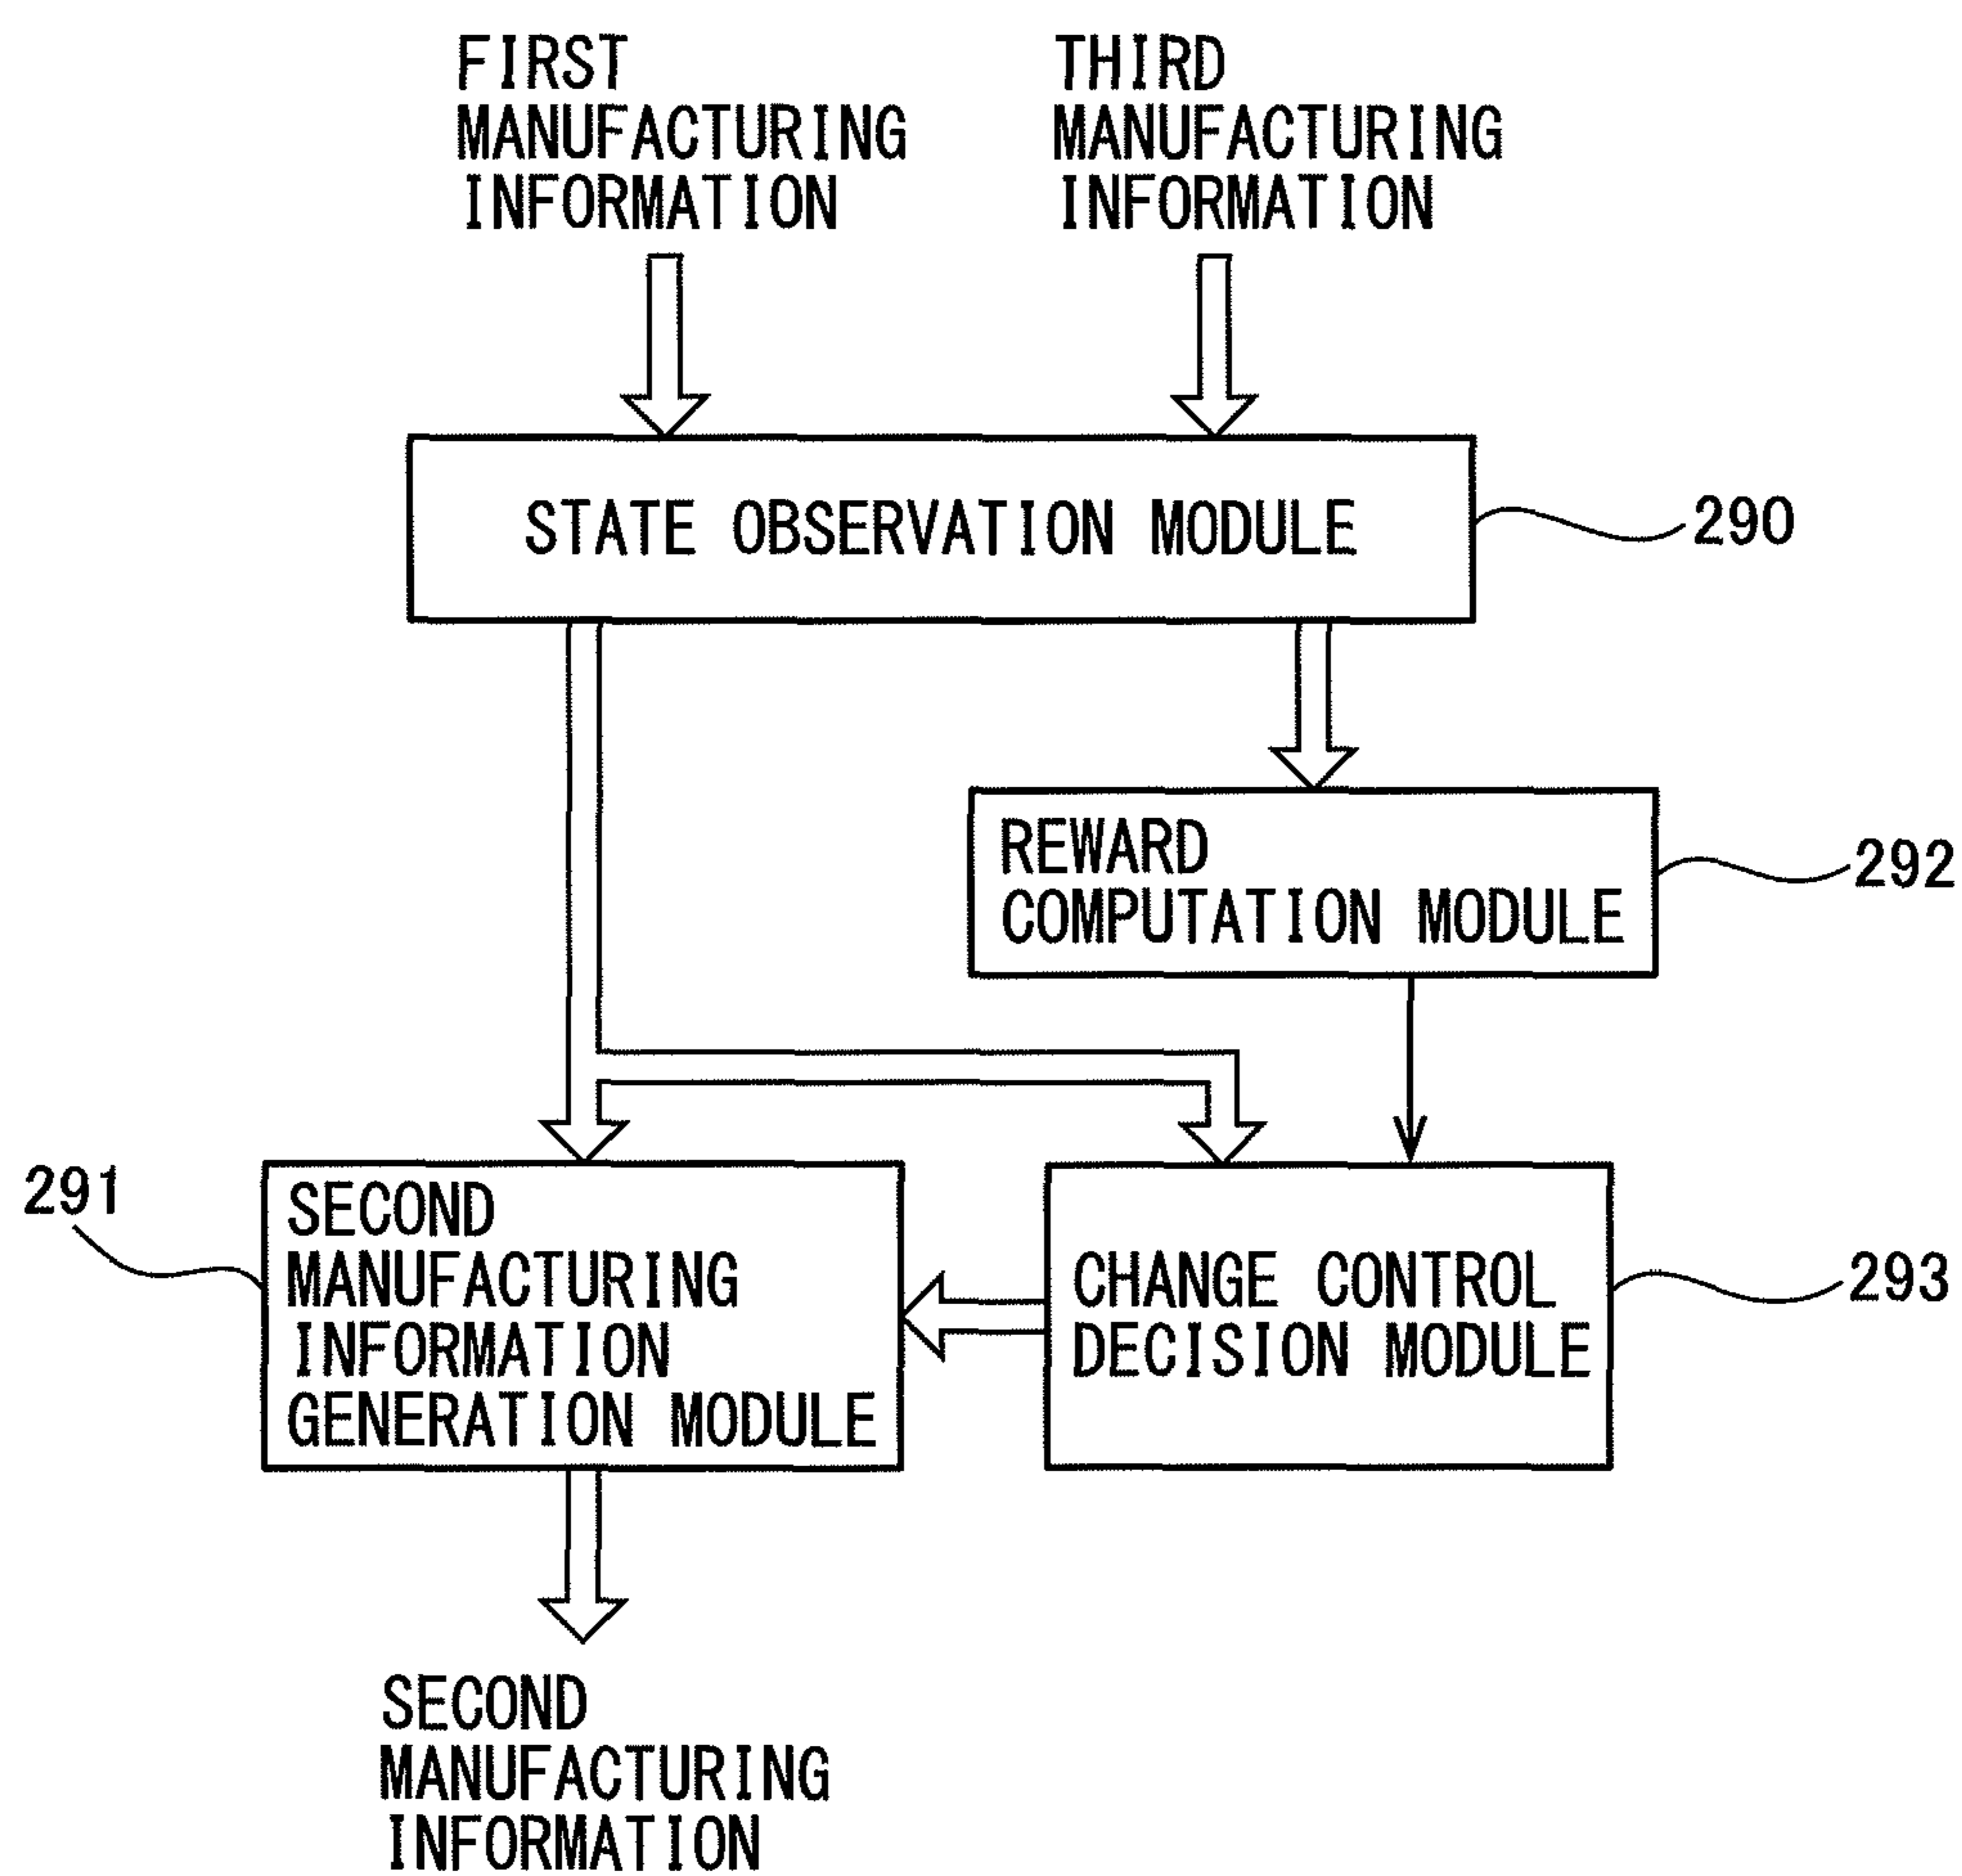 FIRST
MANUFACTURING
INFORMATION
THIRD
MANUFACTURING
INFORMATION
STATE OBSERVATION MODULE
290
REWARD
COMPUTATION MODULE
292
291
SECOND
MANUFACTURING
INFORMATION
GENERATION MODULE
CHANGE CONTROL
DECISION MODULE
293
SECOND
MANUFACTURING
INFORMATION